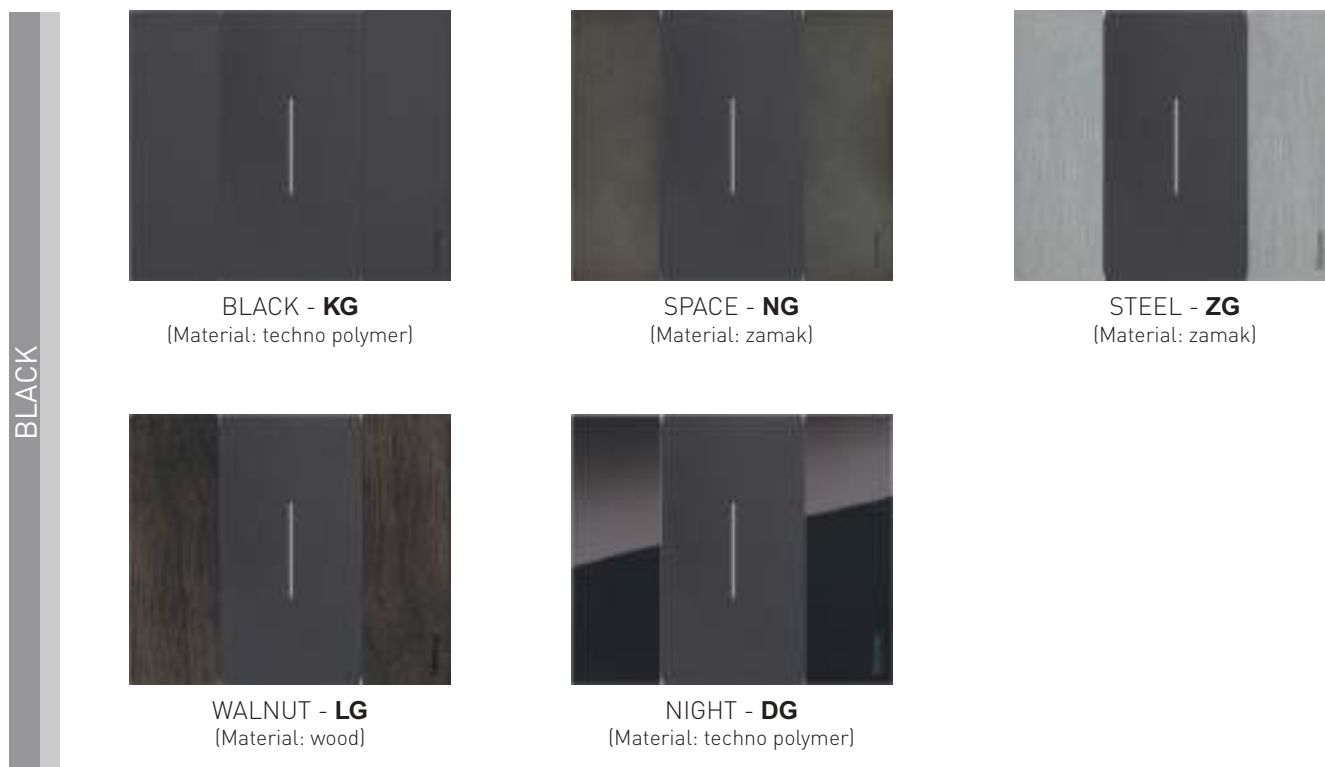 BLACK
BLACK - KG
(Material: techno polymer)
SPACE - NG
(Material: zamak)
STEEL - ZG
(Material: zamak)
WALNUT - LG
(Material: wood)
NIGHT - DG
(Material: techno polymer)